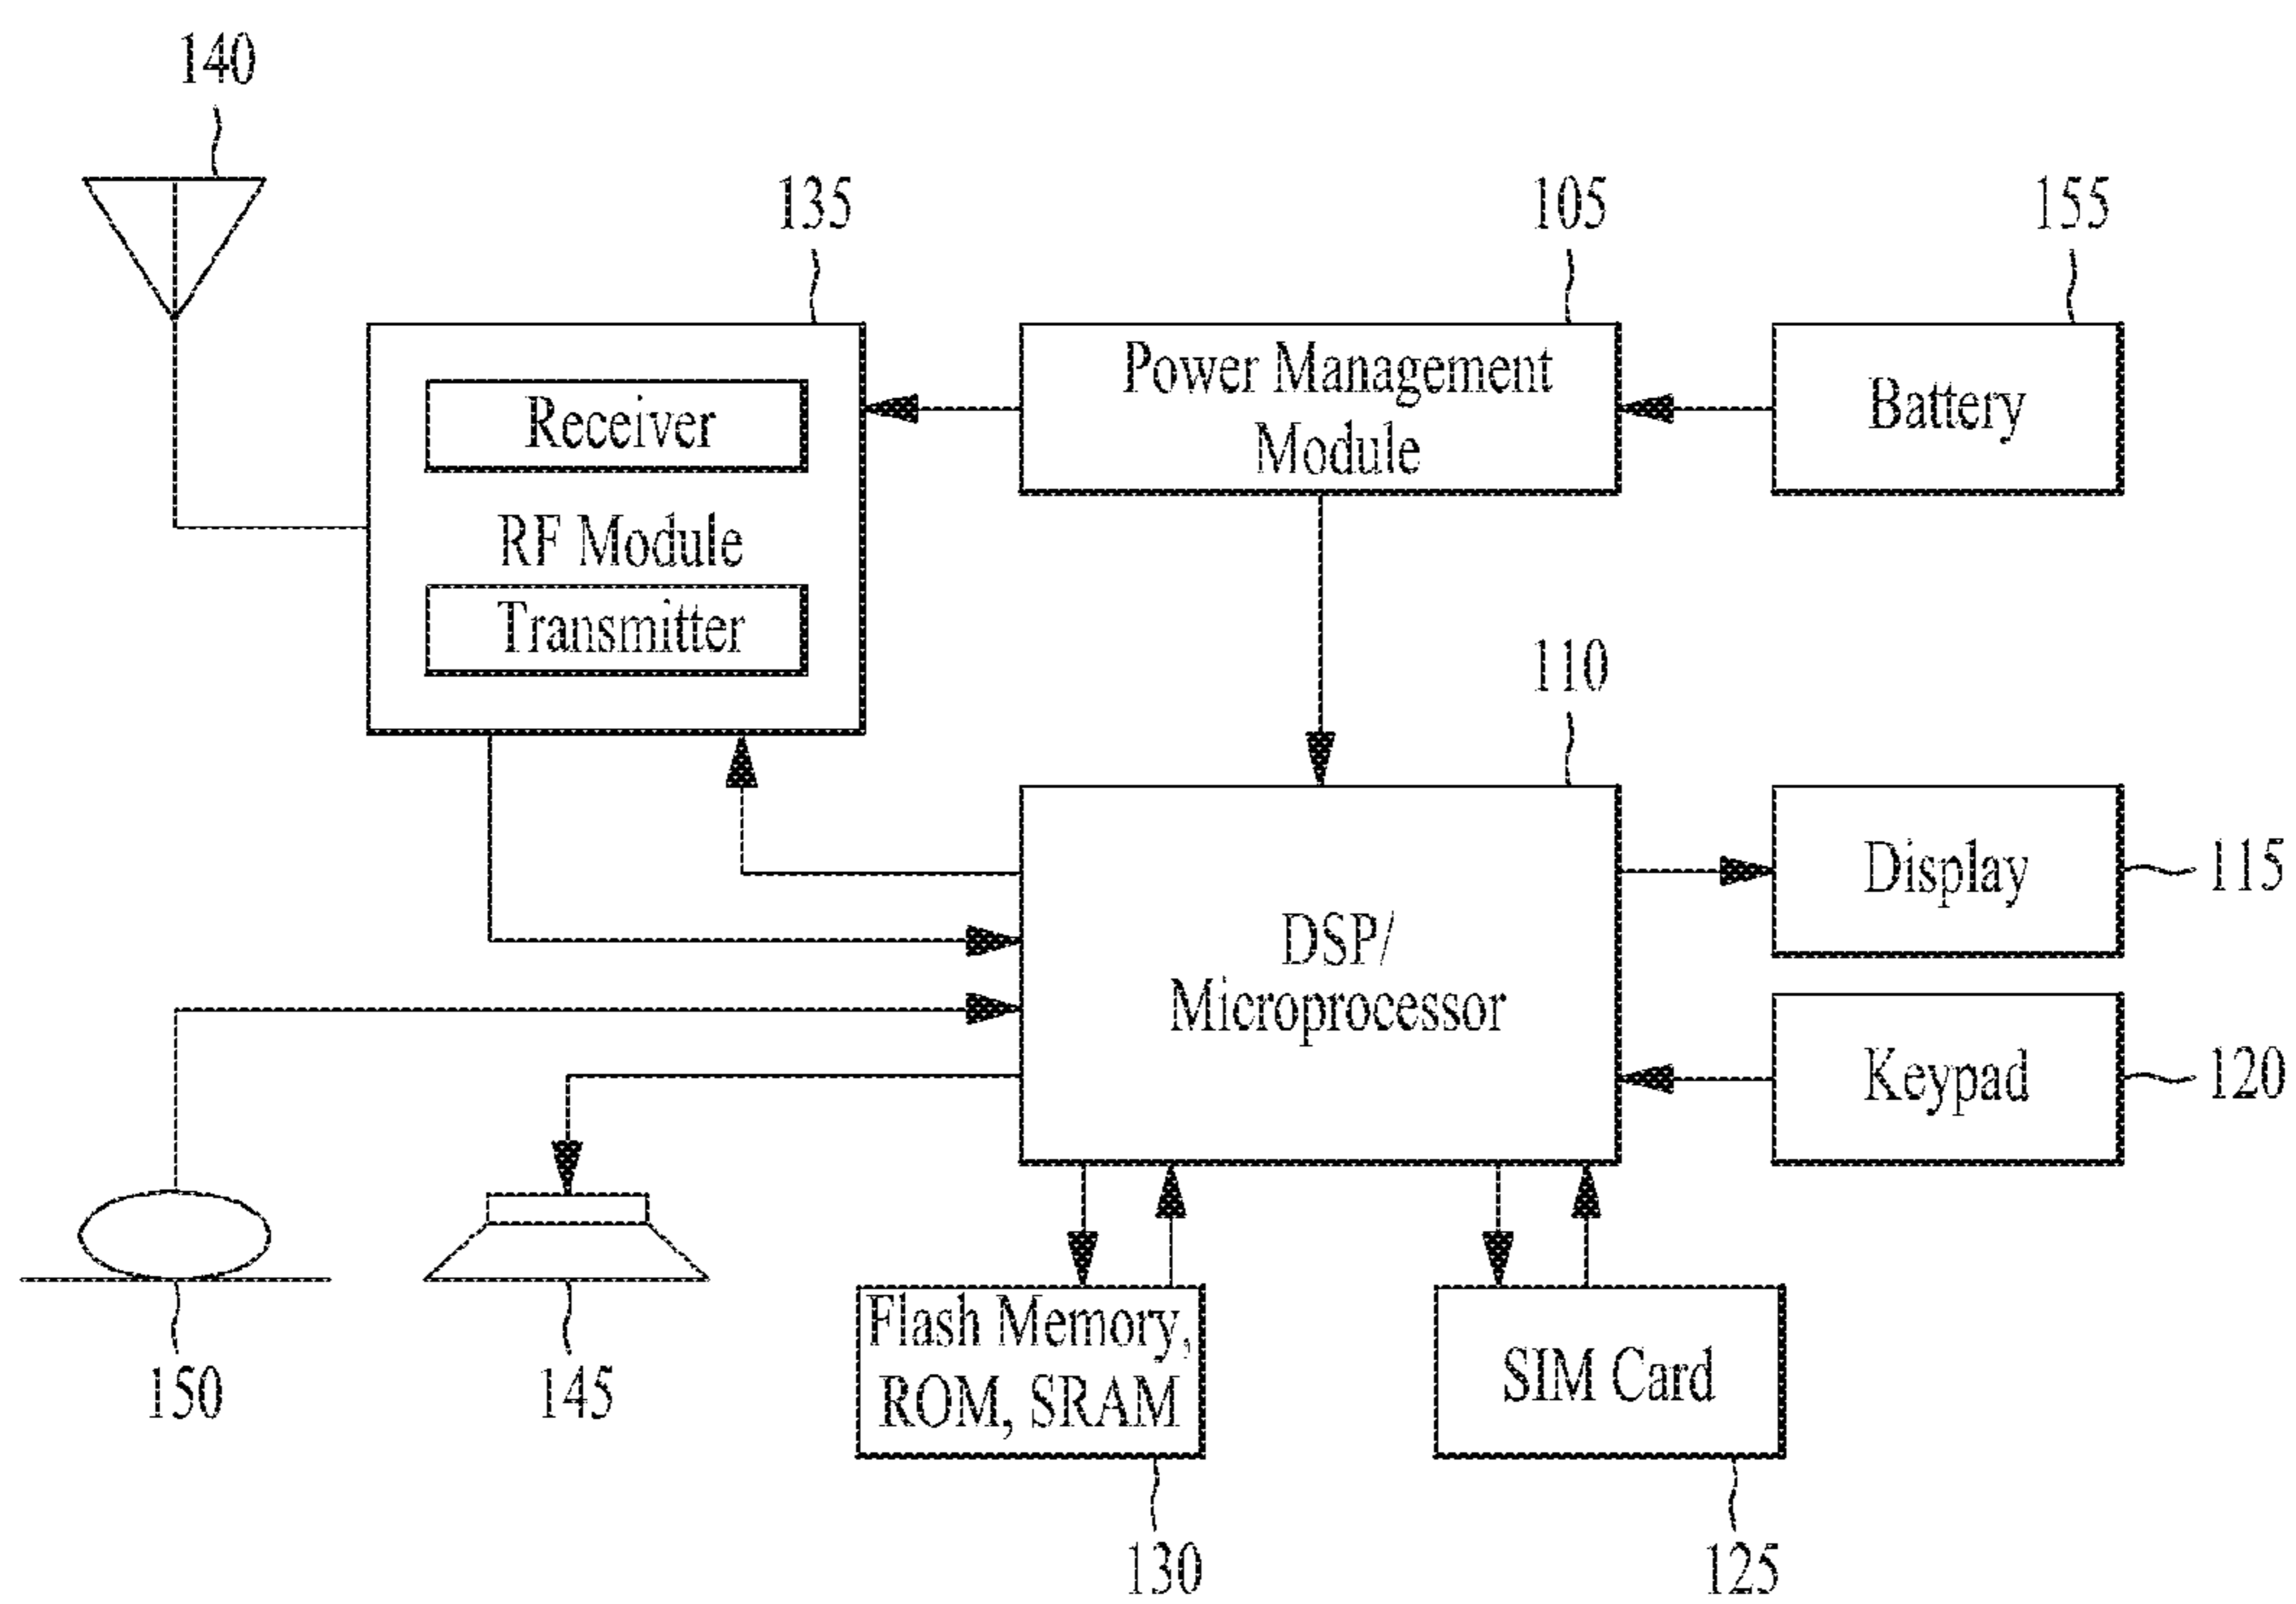 140
135
105
155
Receiver
RF Module
Transmitter
Power Management
Module
Battery
110
DSP/
Microprocessor
Display
115
Keypad
120
150
145
Flash Memory,
ROM, SRAM
SIM Card
130
125